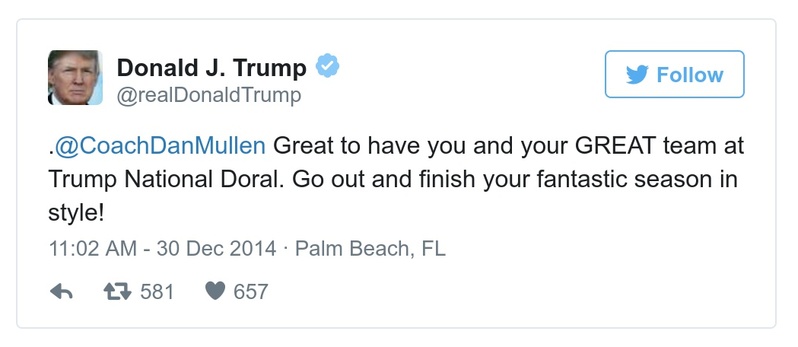 Donald J. Trump
Follow
@realDonaldTrump
.@CoachDanMullen Great to have you and your GREAT team at
Trump National Doral. Go out and finish your fantastic season in
style!
11:02 AM - 30 Dec 2014 · Palm Beach, FL
581 657